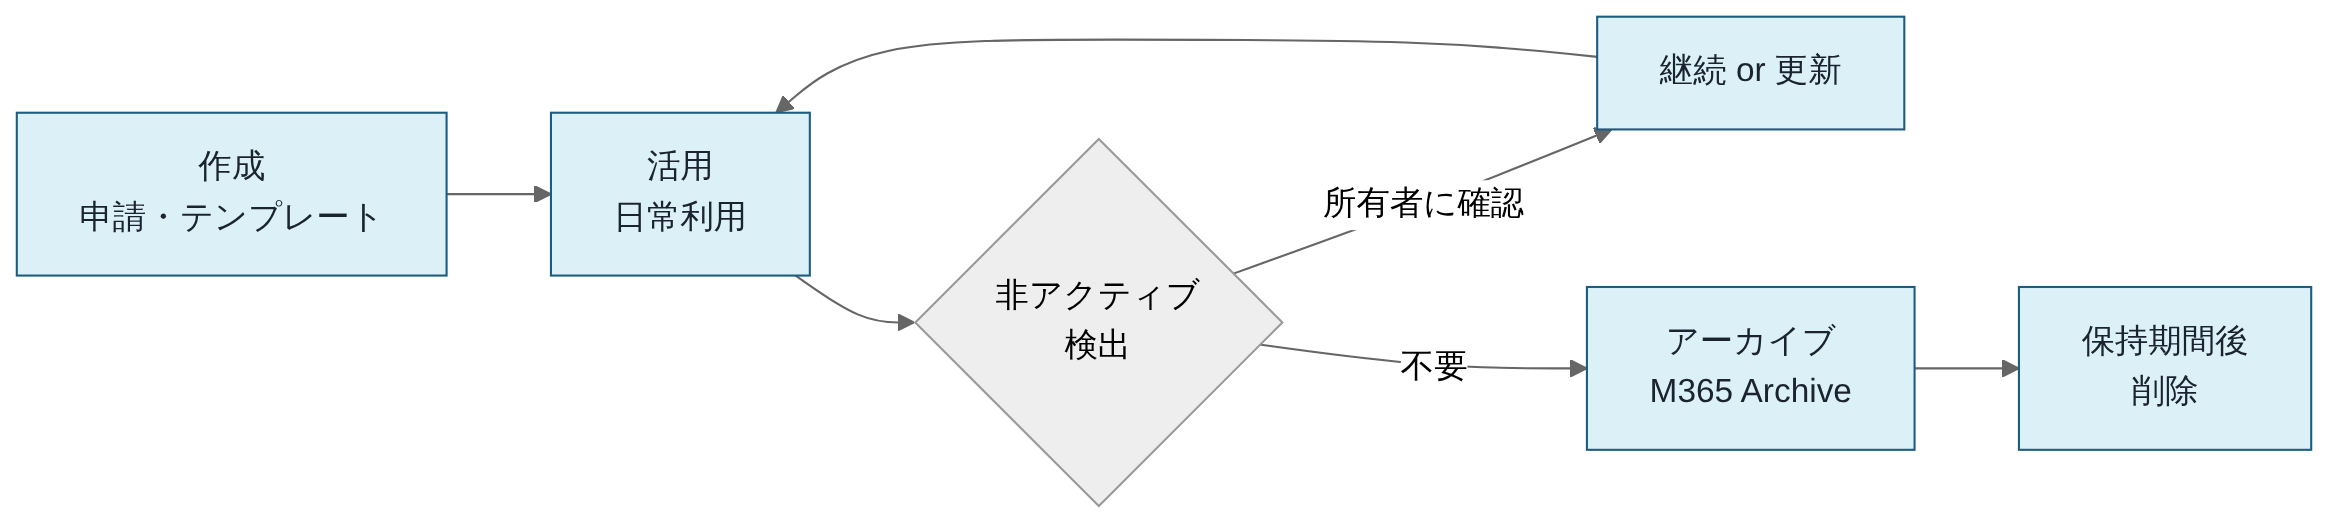 作成
申請・テンプレート
活用
日常利用
非アクティブ
検出
所有者に確認
継続 or 更新
不要
アーカイブ
M365 Archive
保持期間後
削除